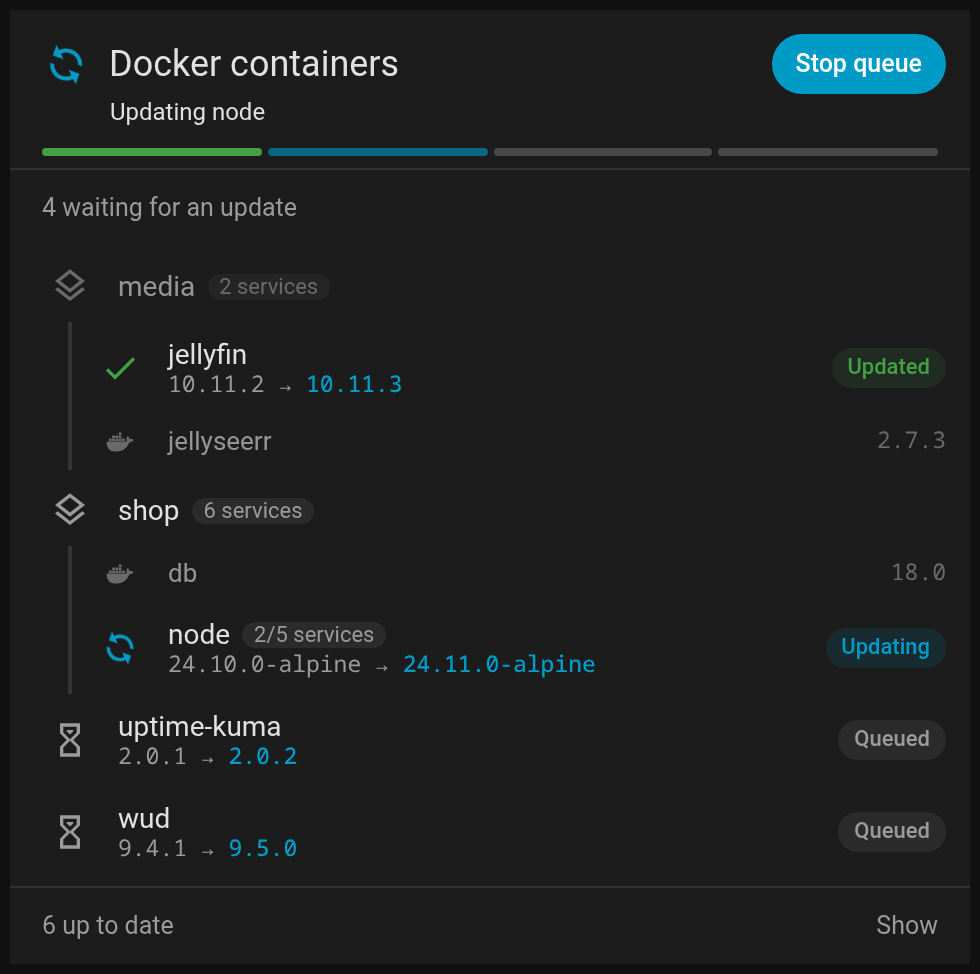 Docker containers
Stop queue
Updating node
4 waiting for an update
media 2 services
jellyfin
10.11.2 → 10.11.3
Updated
jellyseerr 2.7.3
shop 6 services
db 18.0
node 2/5 services
24.10.0-alpine → 24.11.0-alpine
Updating
uptime-kuma
2.0.1 → 2.0.2
Queued
wud
9.4.1 → 9.5.0
Queued
6 up to date Show